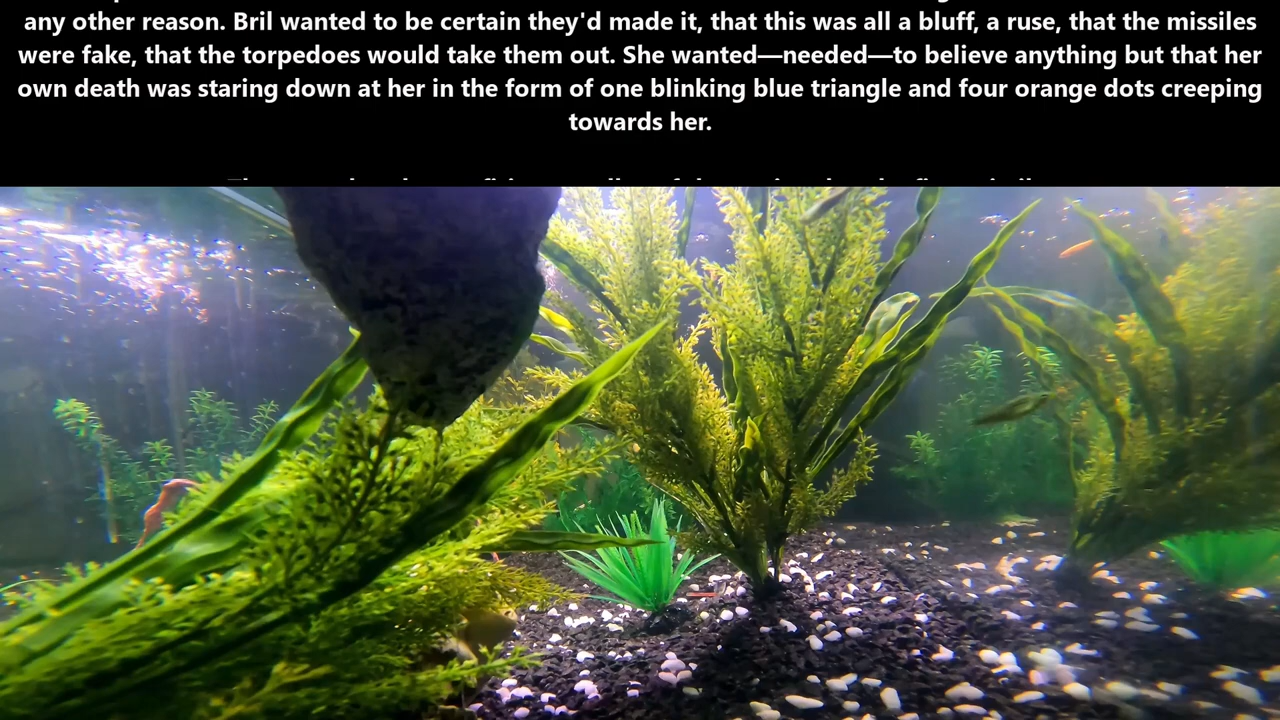 any other reason. Bril wanted to be certain they'd made it, that this was all a bluff, a ruse, that the missiles
were fake, that the torpedoes would take them out. She wanted—needed—to believe anything but that her
own death was staring down at her in the form of one blinking blue triangle and four orange dots creeping
towards her.